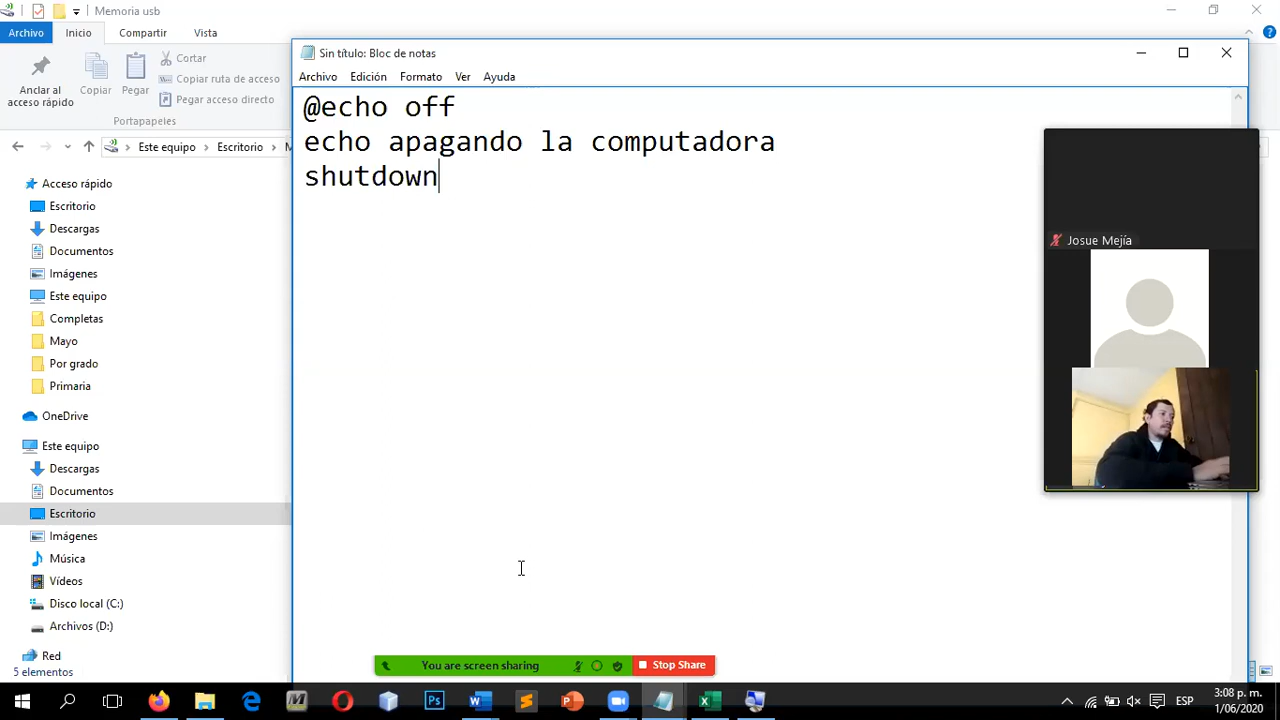 Memoria usb
Archivo
Inicio
Compartir
Vista
Anclar al
acceso rápido
Copiar
Pegar
Cortar
Copiar ruta de acceso
Pegar acceso directo
Portapapeles
Este equipo
Escritorio
Acceso rápido
Escritorio
Descargas
Documentos
Imágenes
Este equipo
Completas
Mayo
Por grado
Primaria
OneDrive
Este equipo
Descargas
Documentos
Escritorio
Imágenes
Música
Vídeos
Disco local (C:)
Archivos (D:)
Red
5 elementos
Sin título: Bloc de notas
Archivo Edición Formato Ver Ayuda
@echo off
echo apagando la computadora
shutdown
Josue Mejía
You are screen sharing
Stop Share
Ps
ESP
3:08 p. m.
1/06/2020